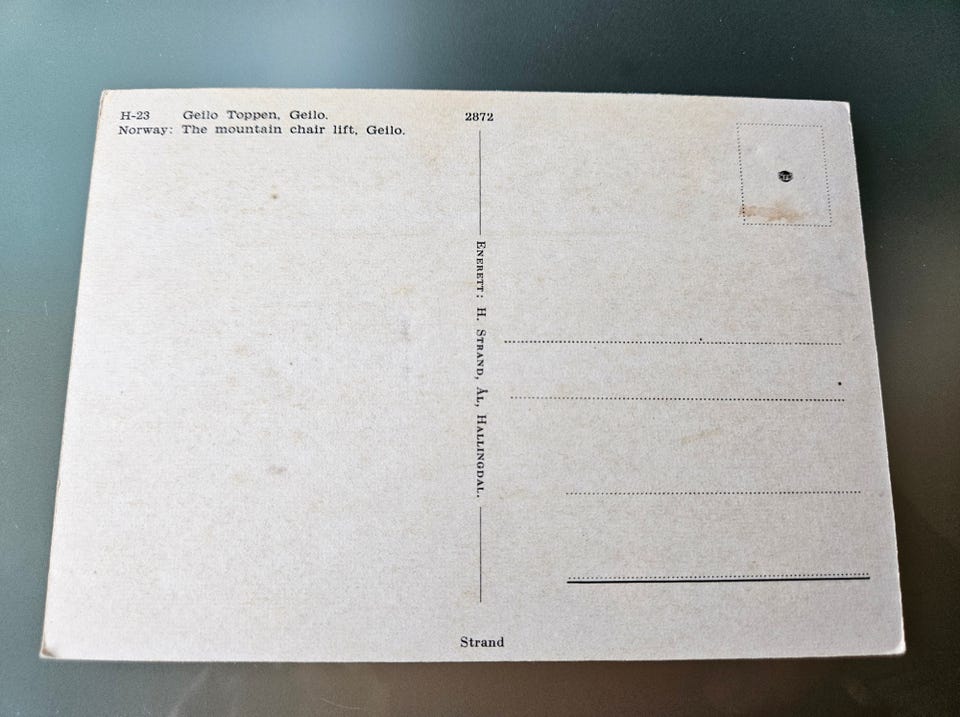 H-23 Geilo Toppen, Geilo.
Norway: The mountain chair lift, Geilo.
2872
ENERETT: H. STRAND, ÅL, HALLINGDAL.
Strand